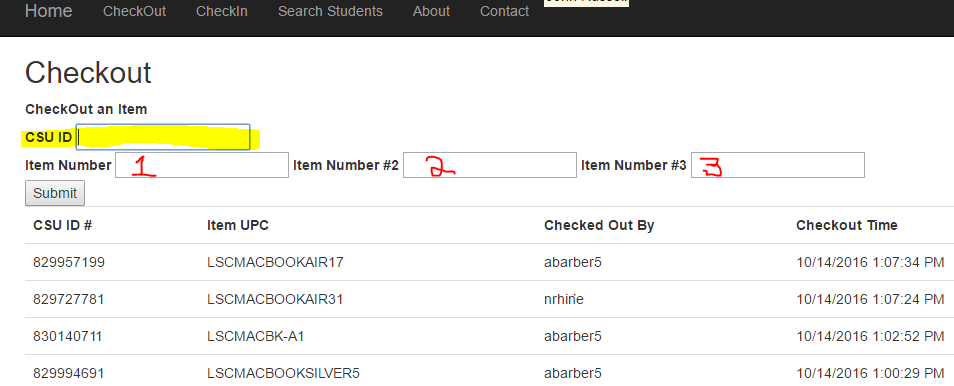 Home CheckOut CheckIn Search Students About Contact
Checkout
CheckOut an Item
CSU ID
Item Number 1 Item Number #2 2 Item Number #3 3
Submit
CSU ID # Item UPC Checked Out By Checkout Time
829957199 LSCMACBOOKAIR17 abarber5 10/14/2016 1:07:34 PM
829727781 LSCMACBOOKAIR31 nrhine 10/14/2016 1:07:24 PM
830140711 LSCMACBK-A1 abarber5 10/14/2016 1:02:52 PM
829994691 LSCMACBOOKSILVER5 abarber5 10/14/2016 1:00:29 PM